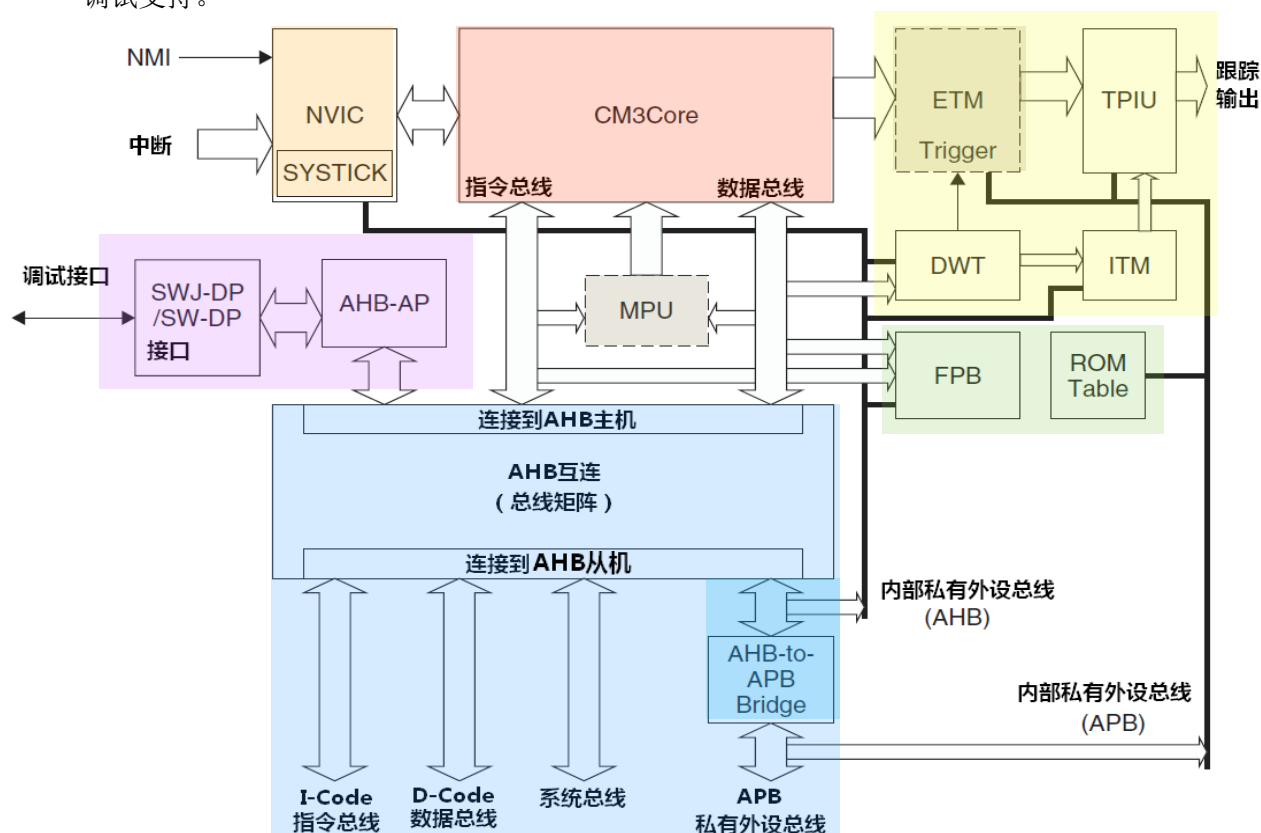 调试支持。
NMI
中断
NVIC
SYSTICK
CM3Core
指令总线
数据总线
ETM
Trigger
TPIU
跟踪
输出
DWT
ITM
调试接口
SWJ-DP
/SW-DP
接口
AHB-AP
MPU
FPB
ROM
Table
连接到AHB主机
AHB互连
(总线矩阵)
连接到AHB从机
内部私有外设总线
(AHB)
AHB-to-
APB
Bridge
内部私有外设总线
(APB)
I-Code
指令总线
D-Code
数据总线
系统总线
APB
私有外设总线